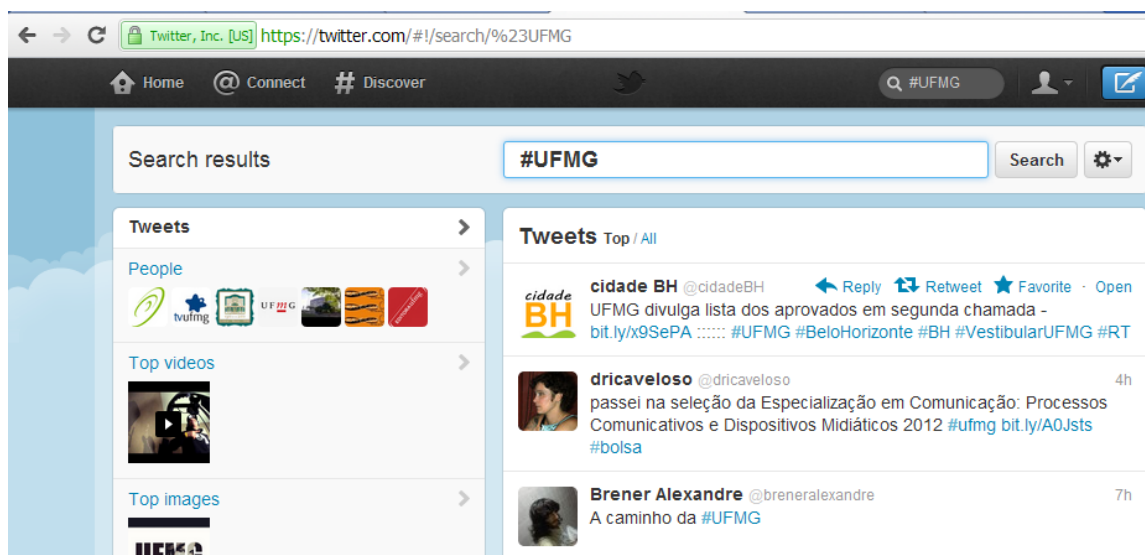 Twitter, Inc. [US] https://twitter.com/#!/search/%23UFMG
Home Connect Discover #UFMG
Search results #UFMG Search
Tweets
People
tvufmg UFmG
Top videos
Top images
UFMG
Tweets Top / All
cidade BH @cidadeBH Reply Retweet Favorite · Open
cidade
BH
UFMG divulga lista dos aprovados em segunda chamada -
bit.ly/x9SePA :::::: #UFMG #BeloHorizonte #BH #VestibularUFMG #RT
dricaveloso @dricaveloso 4h
passei na seleção da Especialização em Comunicação: Processos
Comunicativos e Dispositivos Midiáticos 2012 #ufmg bit.ly/A0Jsts
#bolsa
Brener Alexandre @breneralexandre 7h
A caminho da #UFMG